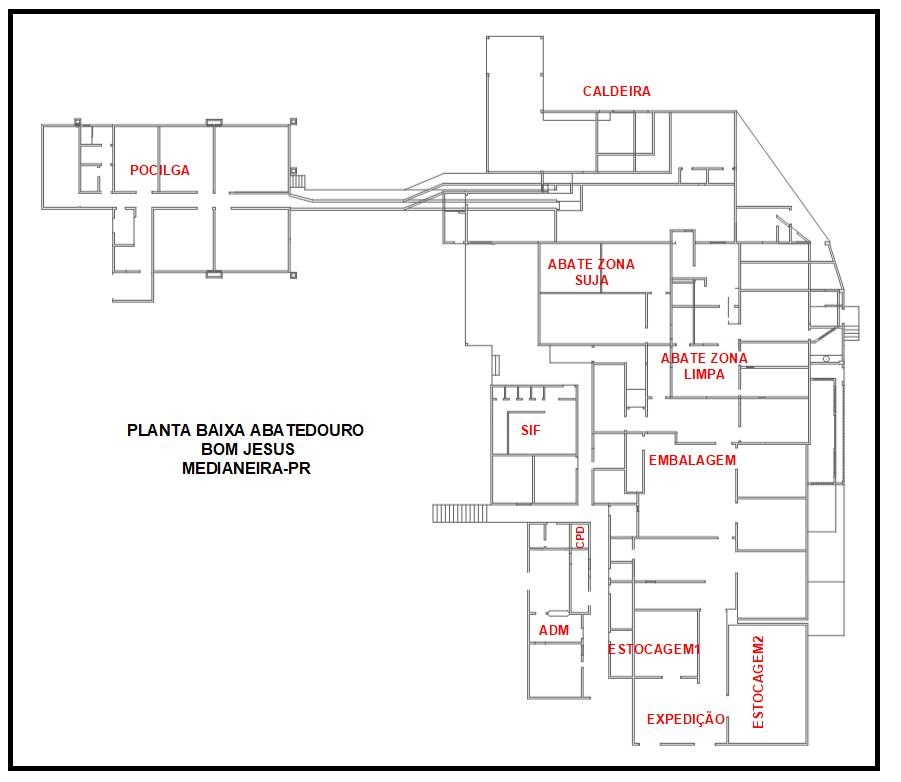 CALDEIRA
POCILGA
ABATE ZONA
SUJA
ABATE ZONA
LIMPA
PLANTA BAIXA ABATEDOURO
BOM JESUS
MEDIANEIRA-PR
SIF
EMBALAGEM
CPD
ADM
ESTOCAGEM1
ESTOCAGEM2
EXPEDIÇÃO